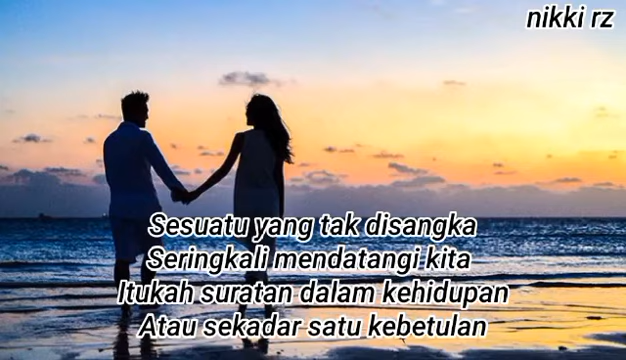 nikki rz
Sesuatu yang tak disangka
Seringkali mendatangi kita
Itukah suratan dalam kehidupan
Atau sekadar satu kebetulan